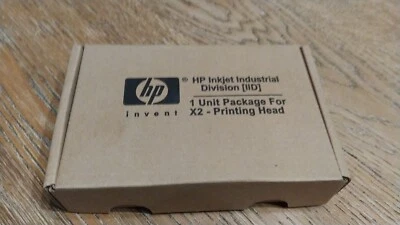 hp
®
invent
HP Inkjet Industrial
Division [IID]
1 Unit Package For
X2 - Printing Head